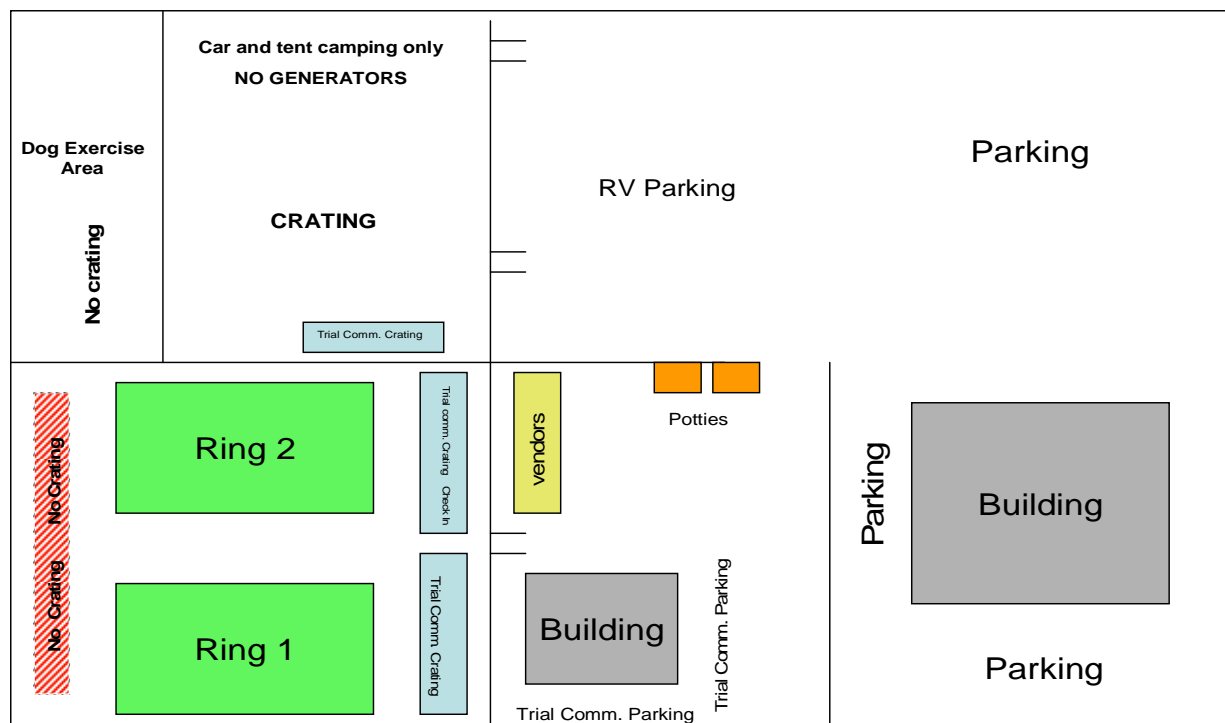 Car and tent camping only
NO GENERATORS
Dog Exercise
Area
No crating
CRATING
RV Parking
Parking
Trial Comm. Crating
No Crating No Crating
Ring 2
Trial comm. Crating Check In
vendors
Potties
Parking
Building
Ring 1
Trial Comm. Crating
Building
Trial Comm. Parking
Trial Comm. Parking
Parking